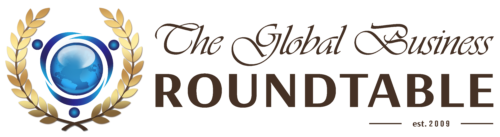 The Global Business
ROUNDTABLE
est. 2009